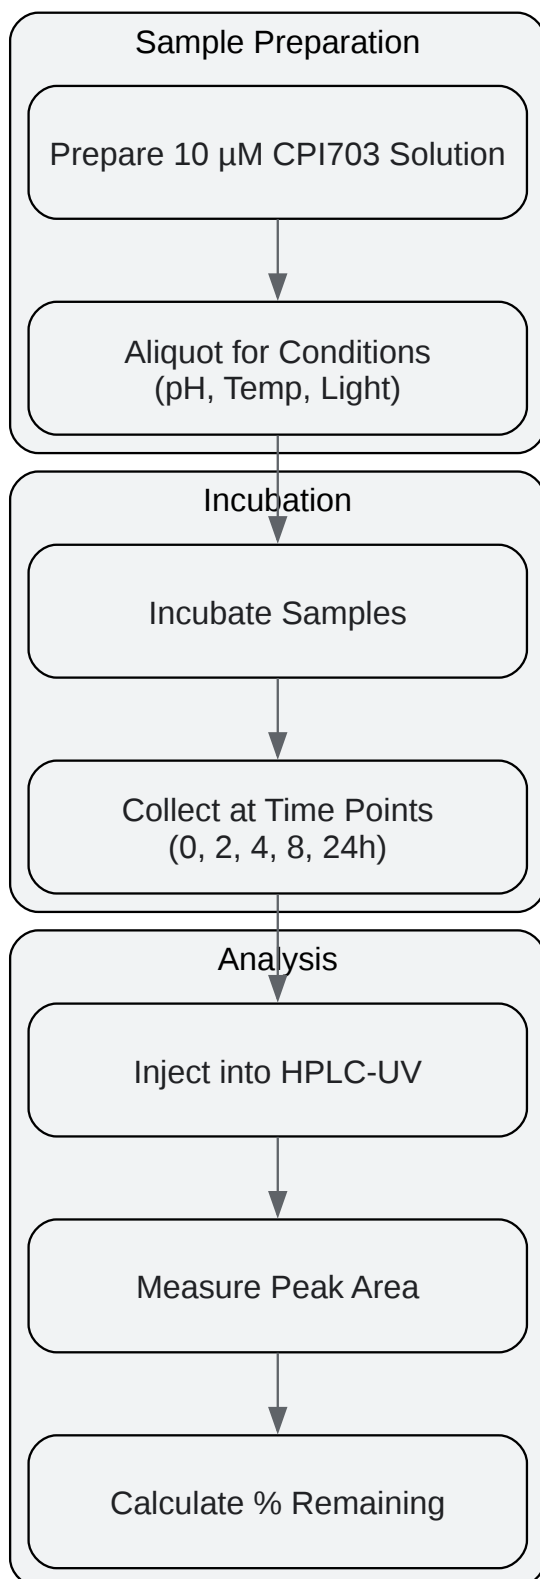 Sample Preparation
Prepare 10 µM CPI703 Solution
Aliquot for Conditions
(pH, Temp, Light)
Incubation
Incubate Samples
Collect at Time Points
(0, 2, 4, 8, 24h)
Analysis
Inject into HPLC-UV
Measure Peak Area
Calculate % Remaining